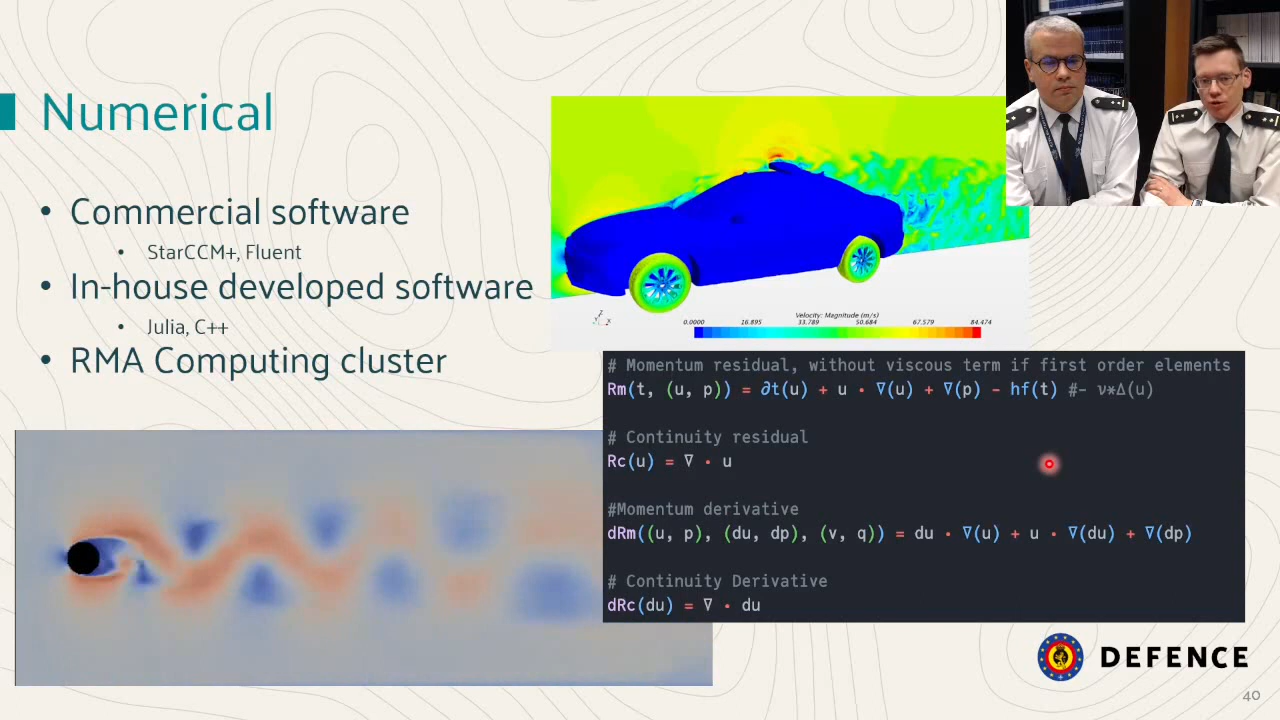 Numerical
• Commercial software
• StarCCM+, Fluent
• In-house developed software
• Julia, C++
• RMA Computing cluster
Velocity: Magnitude (m/s)
0.0000 16.895 33.789 50.684 67.579 84.474
# Momentum residual, without viscous term if first order elements
Rm(t, (u, p)) = ∂t(u) + u · ∇(u) + ∇(p) - hf(t) #- ν*Δ(u)
# Continuity residual
Rc(u) = ∇ · u
#Momentum derivative
dRm((u, p), (du, dp), (v, q)) = du · ∇(u) + u · ∇(du) + ∇(dp)
# Continuity Derivative
dRc(du) = ∇ · du
DEFENCE
40